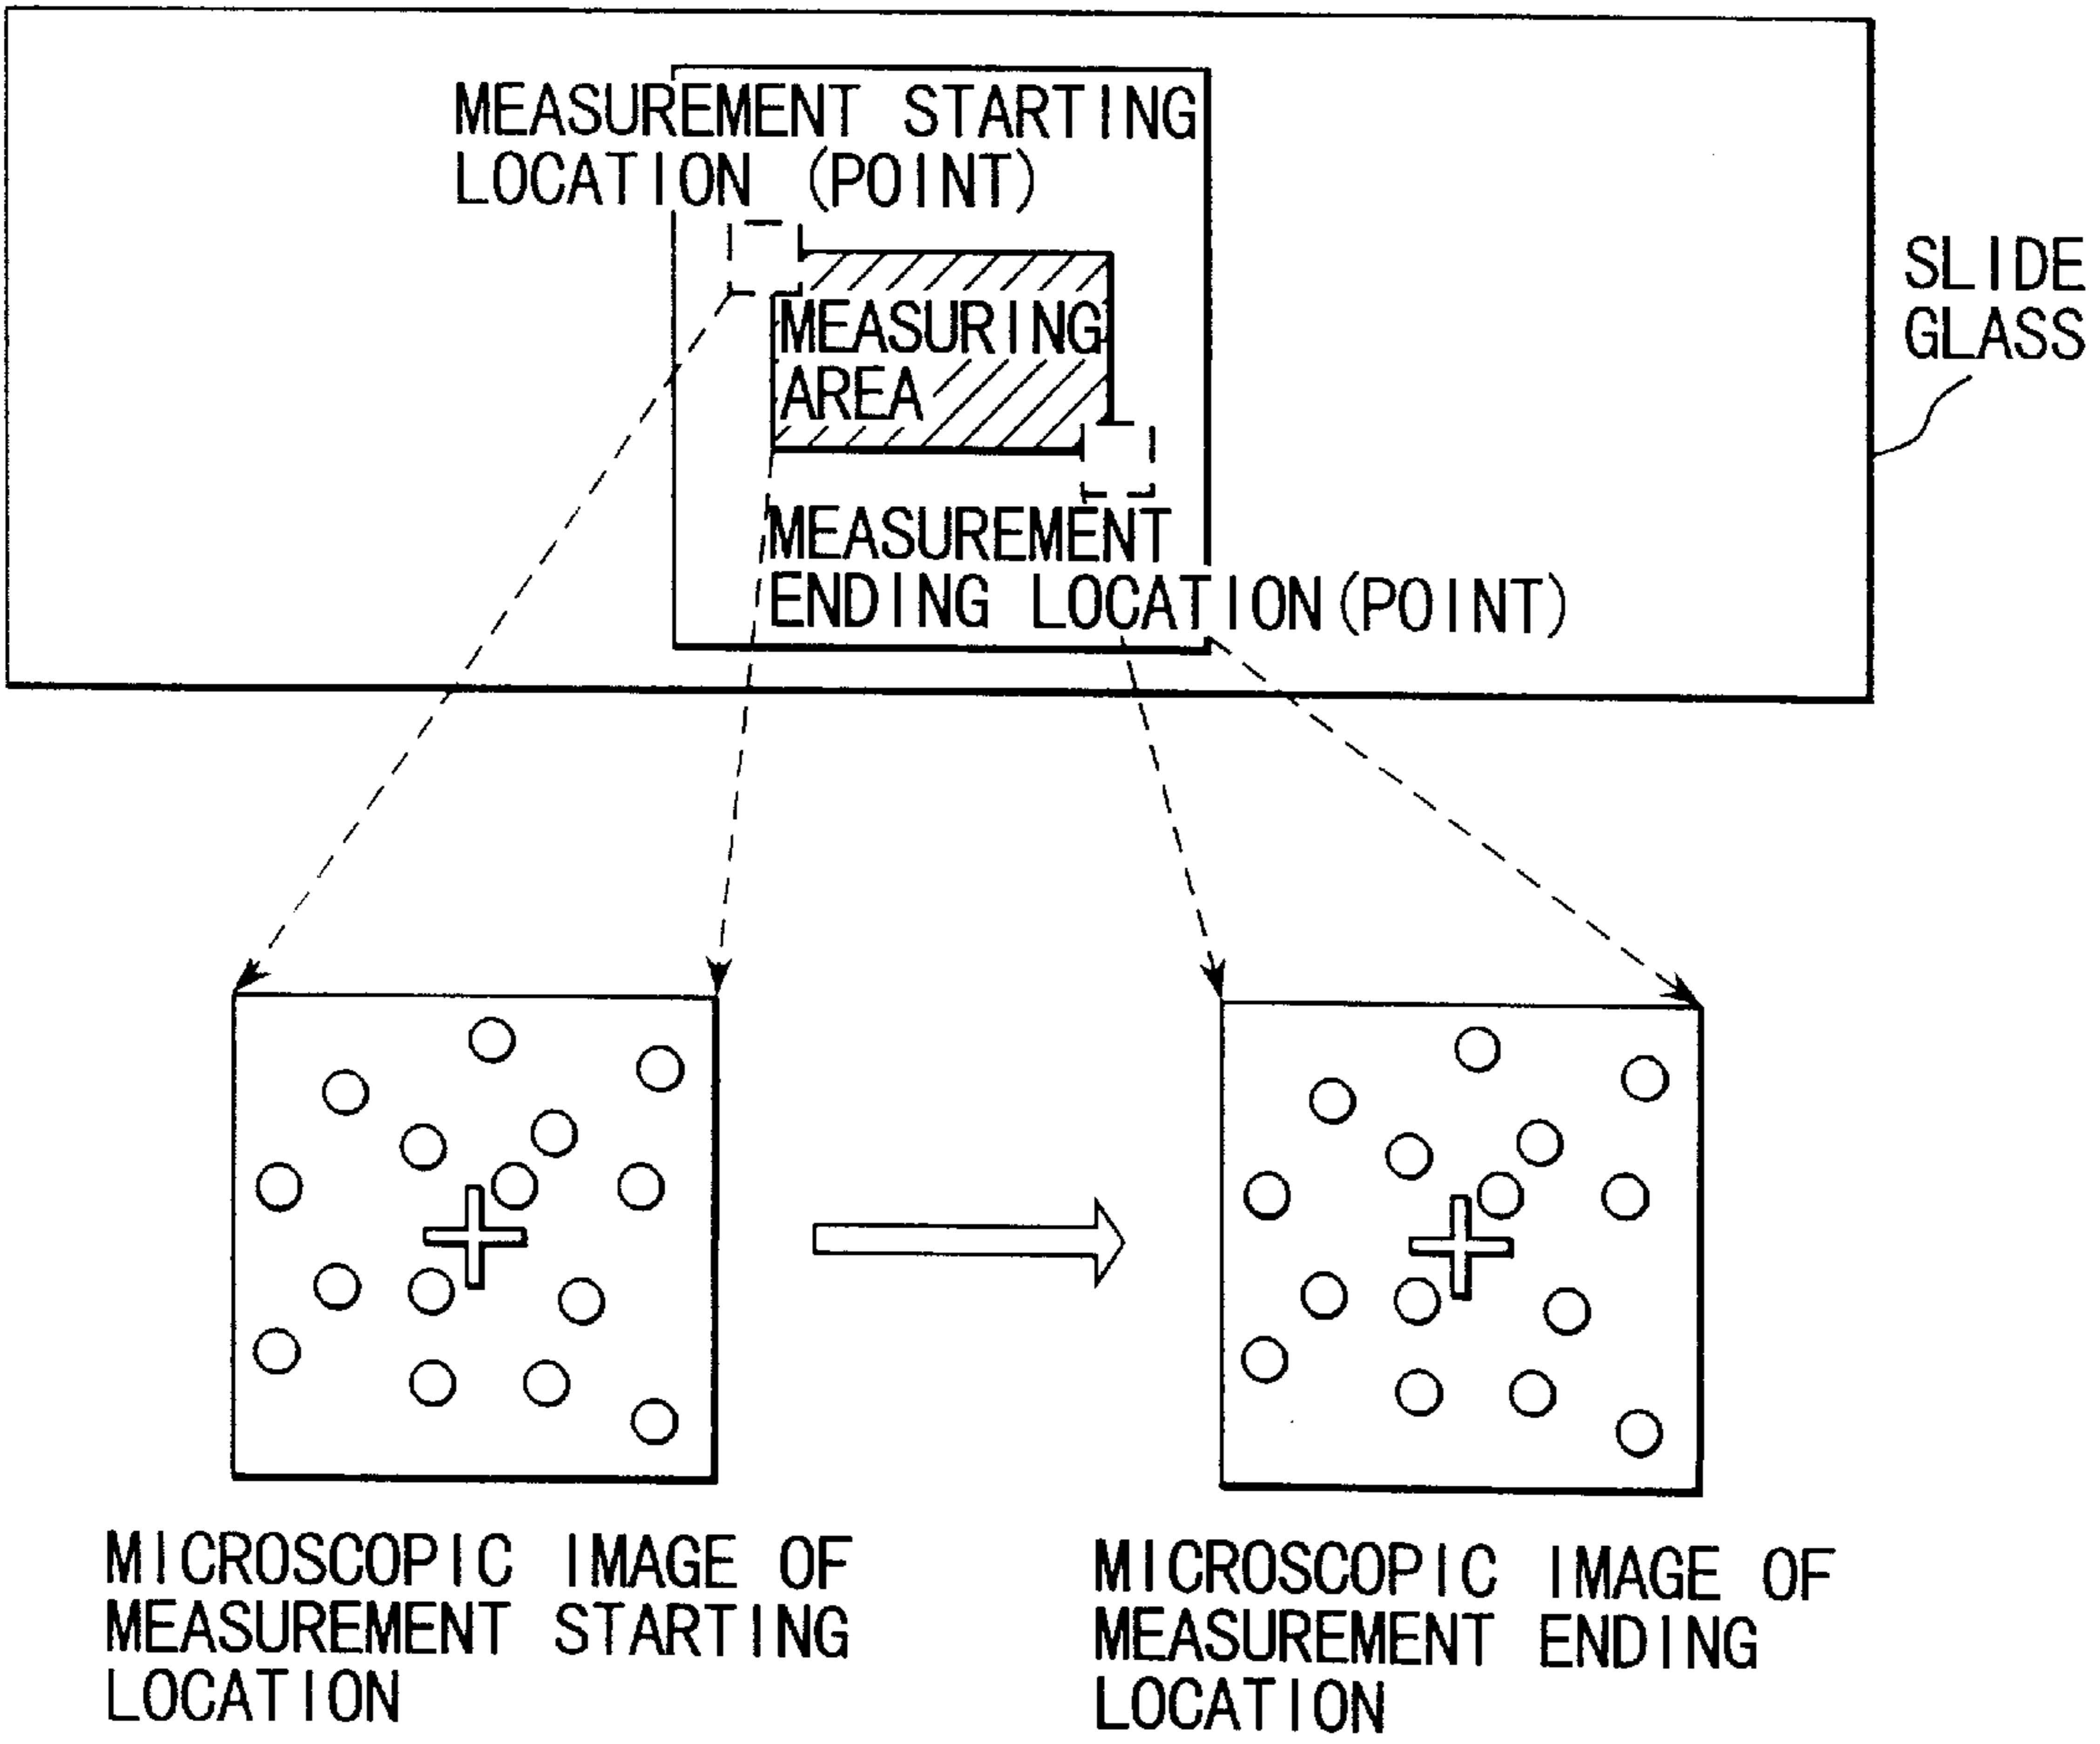 MEASUREMENT STARTING
LOCATION (POINT)
SLIDE
GLASS
MEASURING
AREA
MEASUREMENT
ENDING LOCATION (POINT)
MICROSCOPIC IMAGE OF
MEASUREMENT STARTING
LOCATION
MICROSCOPIC IMAGE OF
MEASUREMENT ENDING
LOCATION